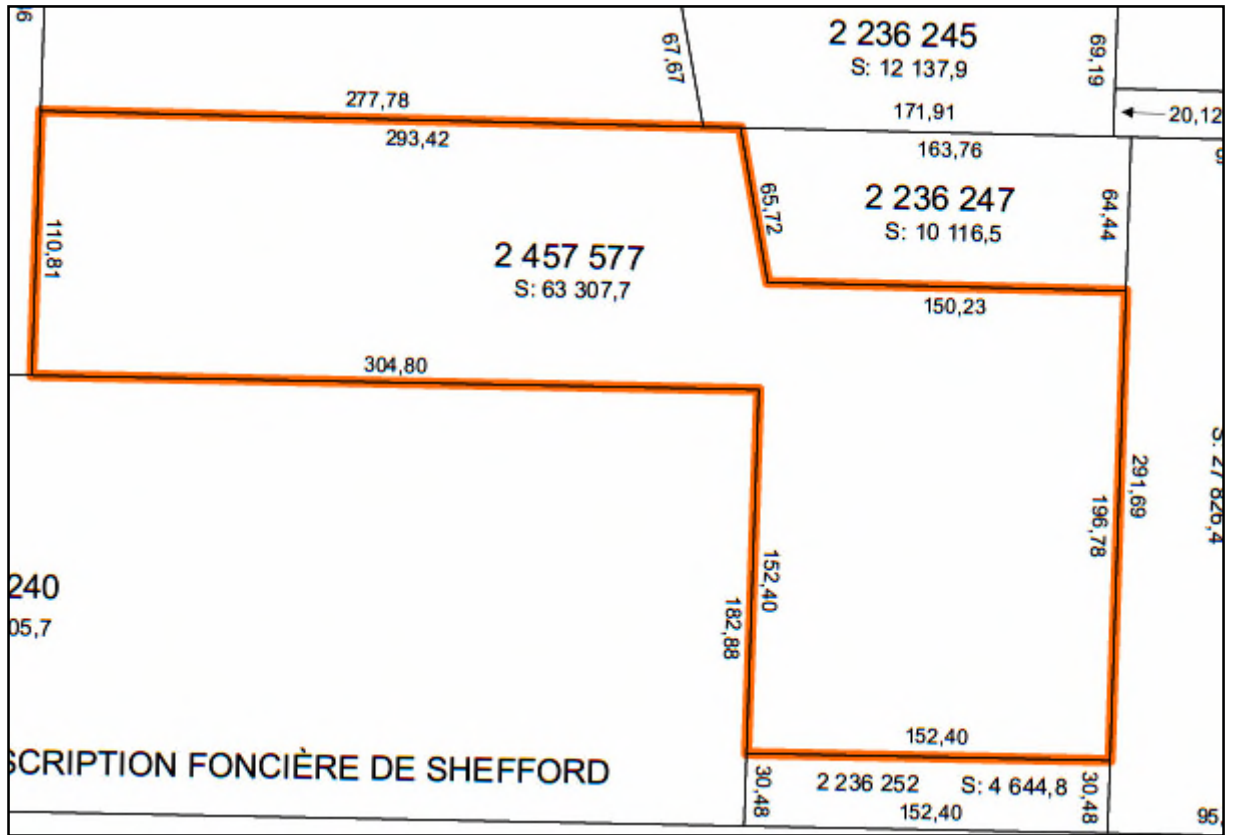 2 236 245
S: 12 137,9
67,67
69,19
277,78
171,91
20,12
293,42
163,76
65,72
2 236 247
S: 10 116,5
64,44
110,81
2 457 577
S: 63 307,7
150,23
304,80
S: 27 826,4
291,69
196,78
152,40
182,88
240
05,7
152,40
SCRIPTION FONCIÈRE DE SHEFFORD
30,48
2 236 252 S: 4 644,8
30,48
152,40
95,